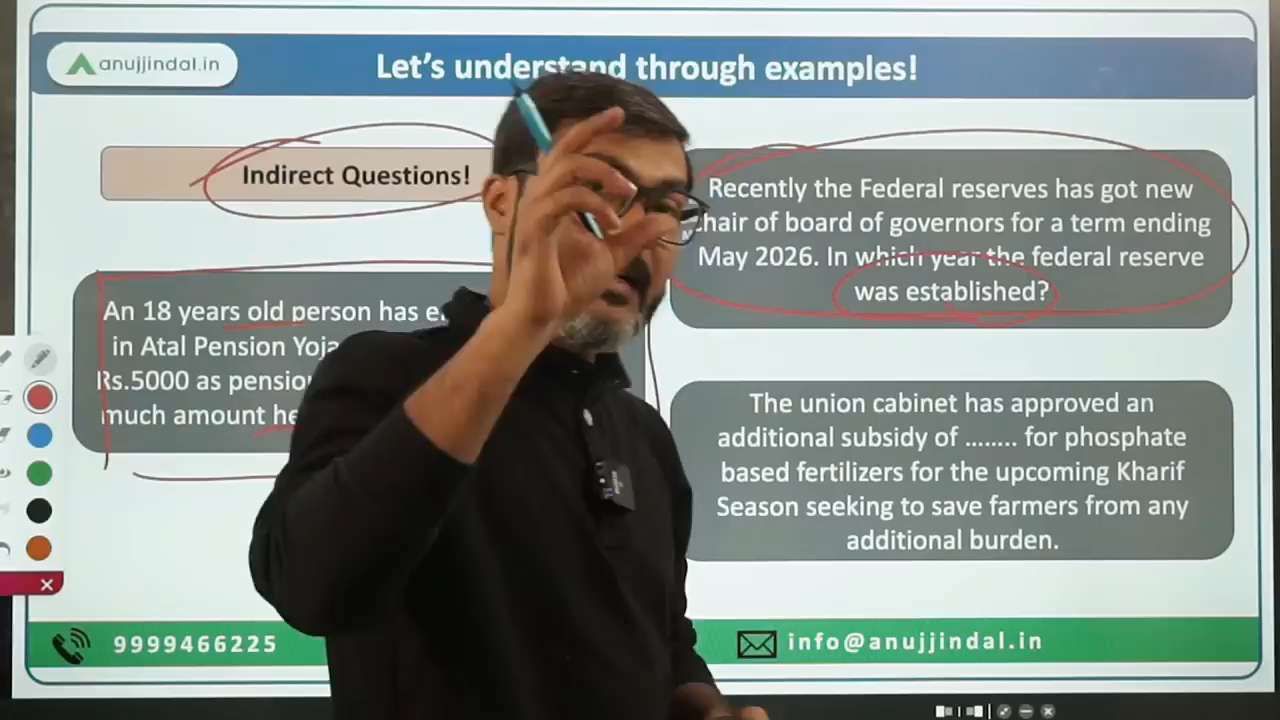 anujjindal.in
Let's understand through examples!
Indirect Questions!
An 18 years old person has
in Atal Pension
Rs.5000 as
much amount
Recently the Federal reserves has got new
chair of board of governors for a term ending
May 2026. In which year the federal reserve
was established?
The union cabinet has approved an
additional subsidy of ........ for phosphate
based fertilizers for the upcoming Kharif
Season seeking to save farmers from any
additional burden.
9999466225
info@anujjindal.in